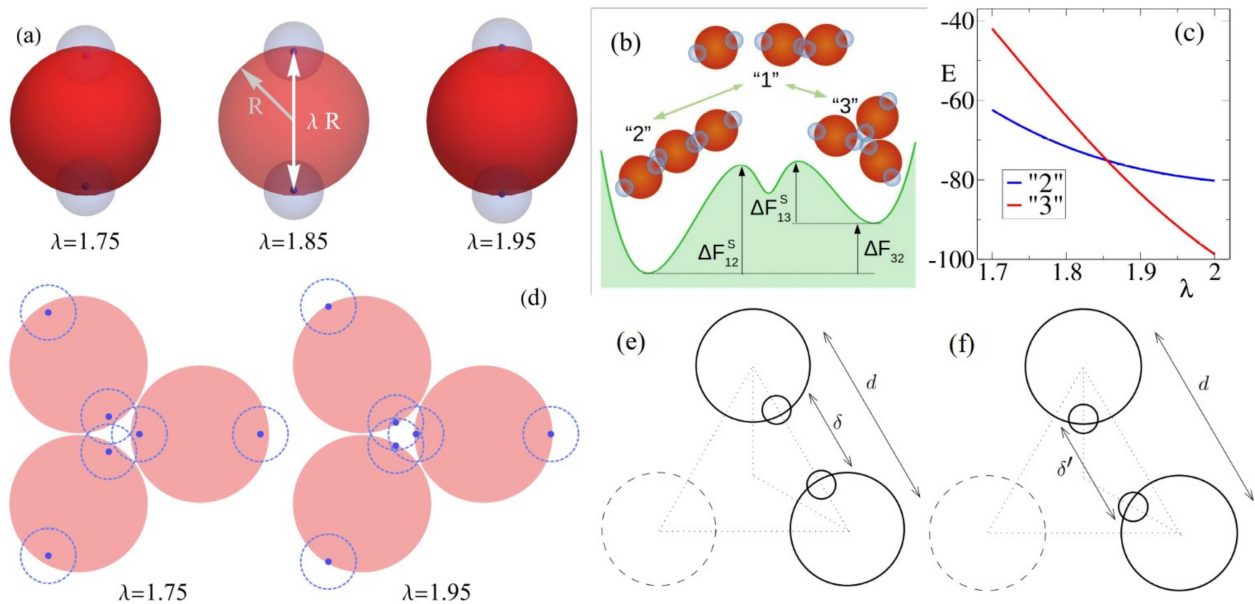 (a)
R
λ R
λ=1.75
λ=1.85
λ=1.95
(b)
"1"
"2"
"3"
ΔF₁₂ˢ
ΔF₁₃ˢ
ΔF₃₂
(c)
E
-40
-60
-80
-100
"2"
"3"
1.7
1.8
1.9
2
λ
(d)
λ=1.75
λ=1.95
(e)
d
δ
(f)
d
δ′